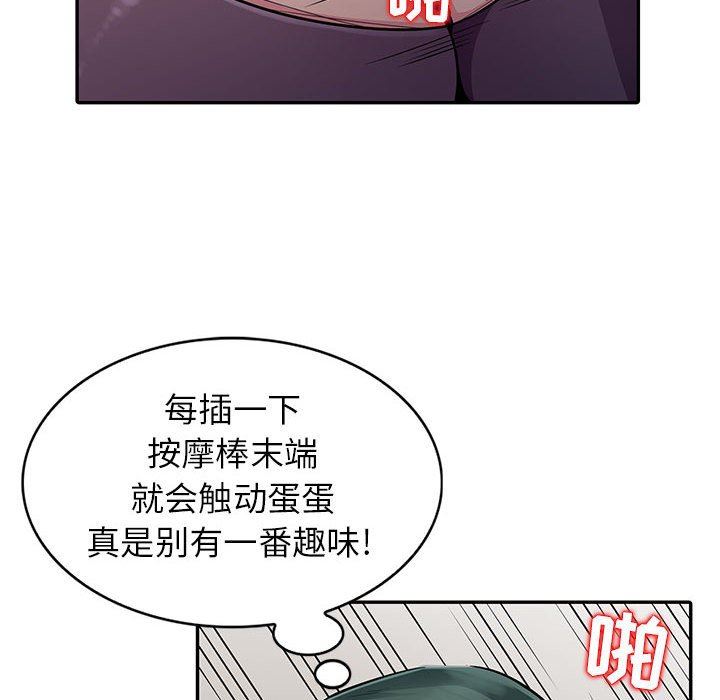 啪
每插一下
按摩棒末端
就会触动蛋蛋
真是别有一番趣味!
啪